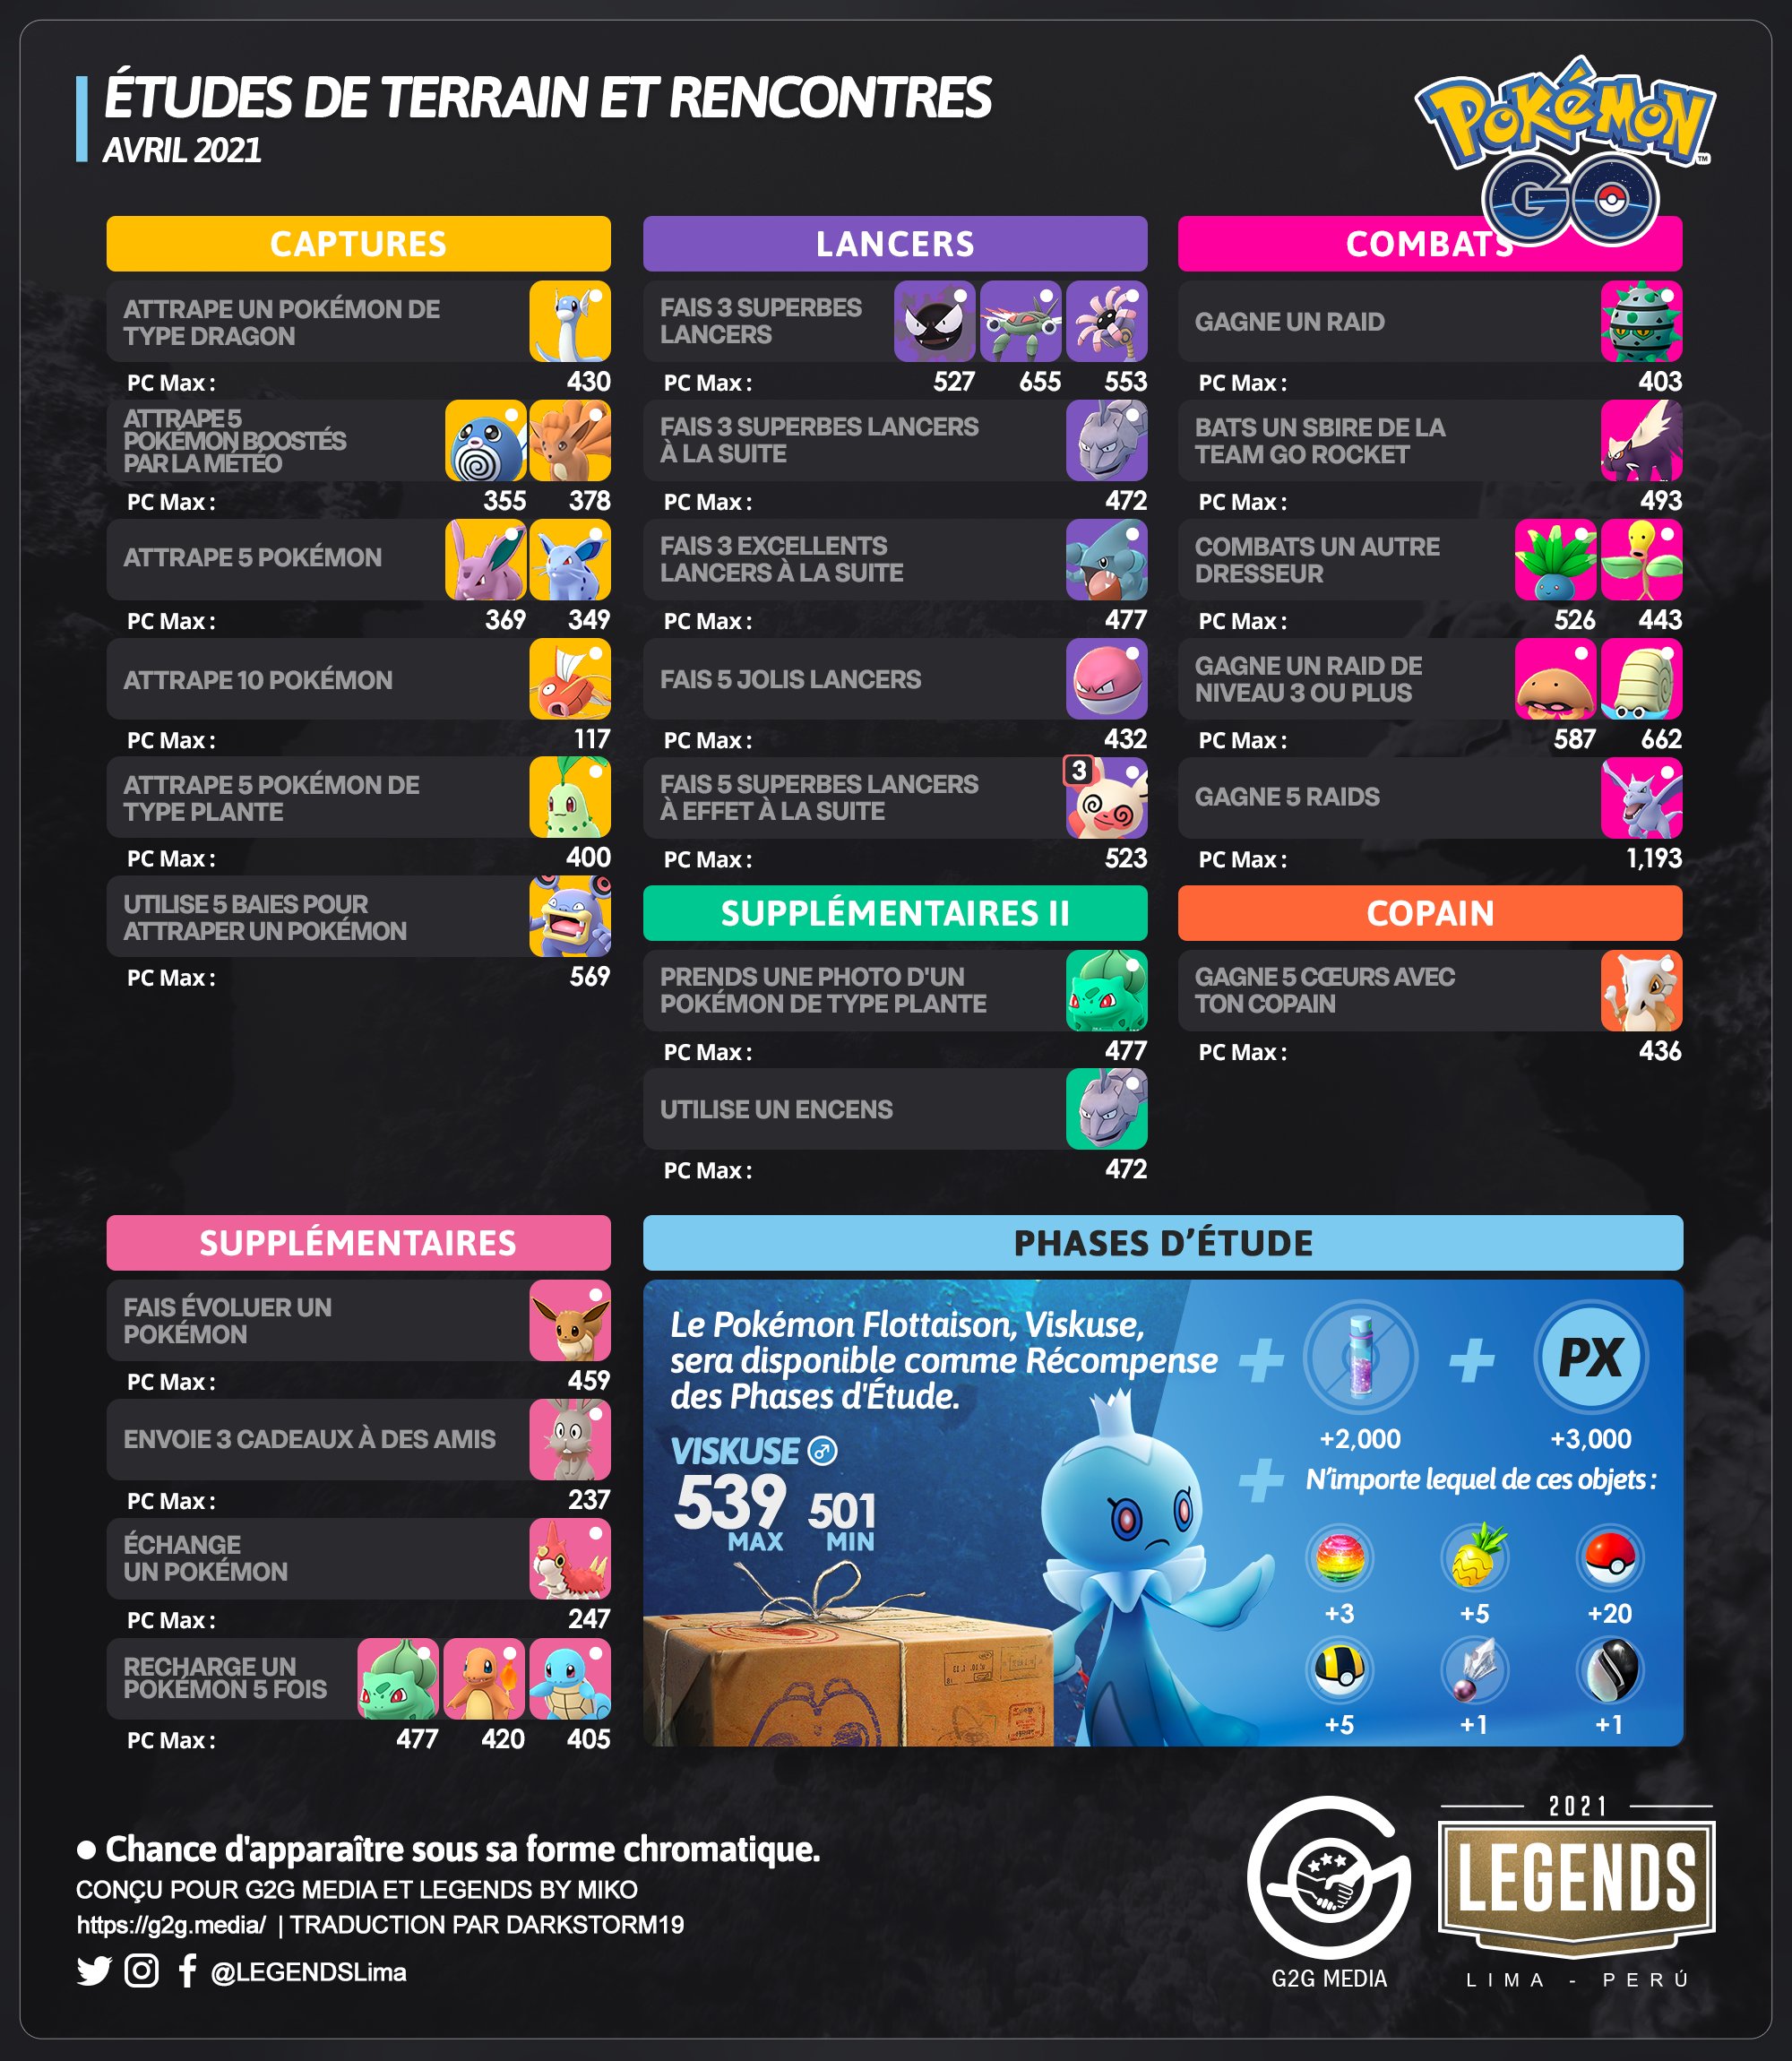 ÉTUDES DE TERRAIN ET RENCONTRES
AVRIL 2021
POKÉMON
™
GO
CAPTURES
ATTRAPE UN POKÉMON DE
TYPE DRAGON
PC Max :
430
ATTRAPE 5
POKÉMON BOOSTÉS
PAR LA MÉTÉO
PC Max :
355
378
ATTRAPE 5 POKÉMON
PC Max :
369
349
ATTRAPE 10 POKÉMON
PC Max :
117
ATTRAPE 5 POKÉMON DE
TYPE PLANTE
PC Max :
400
UTILISE 5 BAIES POUR
ATTRAPER UN POKÉMON
PC Max :
569
LANCERS
FAIS 3 SUPERBES
LANCERS
PC Max :
527
655
553
FAIS 3 SUPERBES LANCERS
À LA SUITE
PC Max :
472
FAIS 3 EXCELLENTS
LANCERS À LA SUITE
PC Max :
477
FAIS 5 JOLIS LANCERS
PC Max :
432
FAIS 5 SUPERBES LANCERS
À EFFET À LA SUITE
3
PC Max :
523
SUPPLÉMENTAIRES II
PRENDS UNE PHOTO D'UN
POKÉMON DE TYPE PLANTE
PC Max :
477
UTILISE UN ENCENS
PC Max :
472
COMBATS
GAGNE UN RAID
PC Max :
403
BATS UN SBIRE DE LA
TEAM GO ROCKET
PC Max :
493
COMBATS UN AUTRE
DRESSEUR
PC Max :
526
443
GAGNE UN RAID DE
NIVEAU 3 OU PLUS
PC Max :
587
662
GAGNE 5 RAIDS
PC Max :
1,193
COPAIN
GAGNE 5 CŒURS AVEC
TON COPAIN
PC Max :
436
SUPPLÉMENTAIRES
FAIS ÉVOLUER UN
POKÉMON
PC Max :
459
ENVOIE 3 CADEAUX À DES AMIS
PC Max :
237
ÉCHANGE
UN POKÉMON
PC Max :
247
RECHARGE UN
POKÉMON 5 FOIS
PC Max :
477
420
405
PHASES D’ÉTUDE
Le Pokémon Flottaison, Viskuse,
sera disponible comme Récompense
des Phases d'Étude.
VISKUSE ♂
539
MAX
501
MIN
+
+
PX
+2,000
+3,000
+
N’importe lequel de ces objets :
+3
+5
+20
+5
+1
+1
● Chance d'apparaître sous sa forme chromatique.
CONÇU POUR G2G MEDIA ET LEGENDS BY MIKO
https://g2g.media/ | TRADUCTION PAR DARKSTORM19
@LEGENDSLima
G2G MEDIA
2021
LEGENDS
LIMA - PERÚ